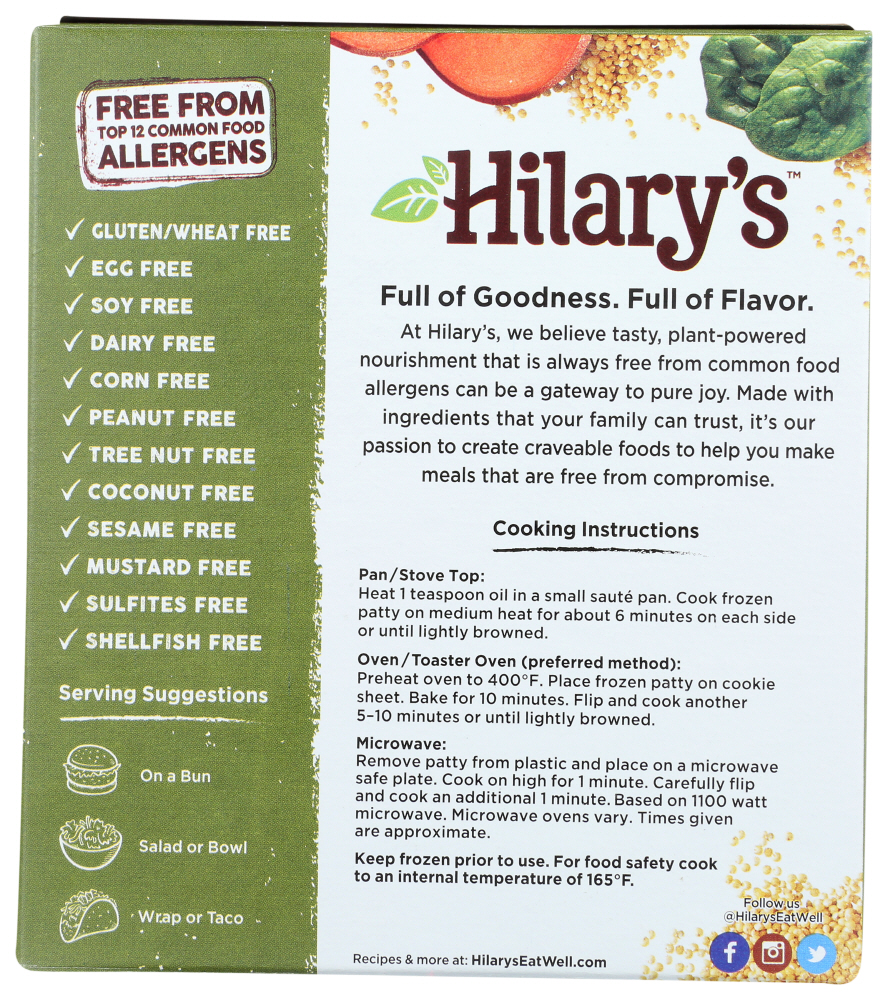 FREE FROM
TOP 12 COMMON FOOD
ALLERGENS
✓ GLUTEN/WHEAT FREE
✓ EGG FREE
✓ SOY FREE
✓ DAIRY FREE
✓ CORN FREE
✓ PEANUT FREE
✓ TREE NUT FREE
✓ COCONUT FREE
✓ SESAME FREE
✓ MUSTARD FREE
✓ SULFITES FREE
✓ SHELLFISH FREE
Serving Suggestions
On a Bun
Salad or Bowl
Wrap or Taco
Hilary's™
Full of Goodness. Full of Flavor.
At Hilary's, we believe tasty, plant-powered
nourishment that is always free from common food
allergens can be a gateway to pure joy. Made with
ingredients that your family can trust, it's our
passion to create craveable foods to help you make
meals that are free from compromise.
Cooking Instructions
Pan/Stove Top:
Heat 1 teaspoon oil in a small sauté pan. Cook frozen
patty on medium heat for about 6 minutes on each side
or until lightly browned.
Oven/Toaster Oven (preferred method):
Preheat oven to 400°F. Place frozen patty on cookie
sheet. Bake for 10 minutes. Flip and cook another
5–10 minutes or until lightly browned.
Microwave:
Remove patty from plastic and place on a microwave
safe plate. Cook on high for 1 minute. Carefully flip
and cook an additional 1 minute. Based on 1100 watt
microwave. Microwave ovens vary. Times given
are approximate.
Keep frozen prior to use. For food safety cook
to an internal temperature of 165°F.
Follow us
@HilarysEatWell
Recipes & more at: HilarysEatWell.com